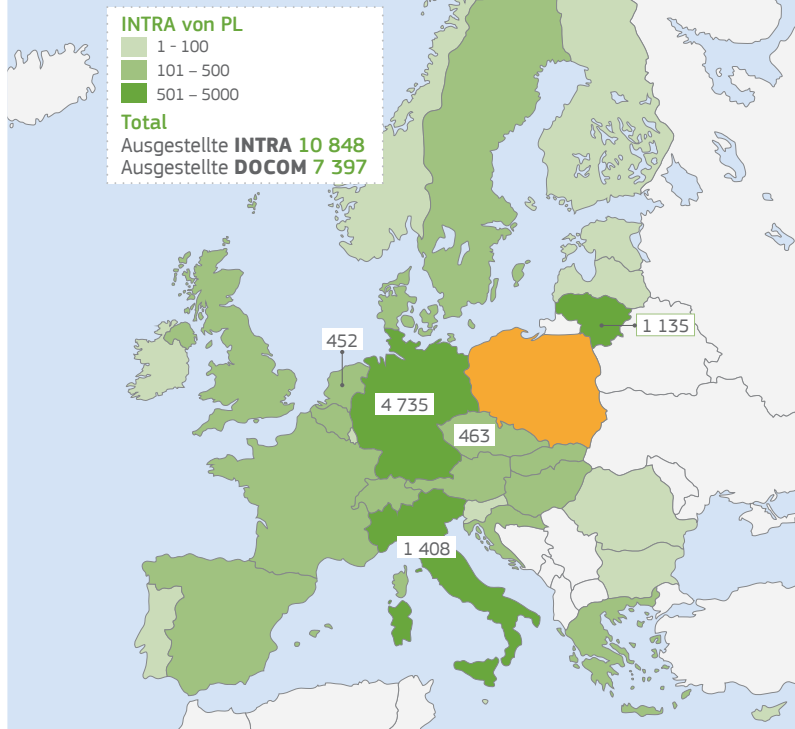 INTRA von PL
1 - 100
101 – 500
501 – 5000
Total
Ausgestellte INTRA 10 848
Ausgestellte DOCOM 7 397
1 135
452
4 735
463
1 408